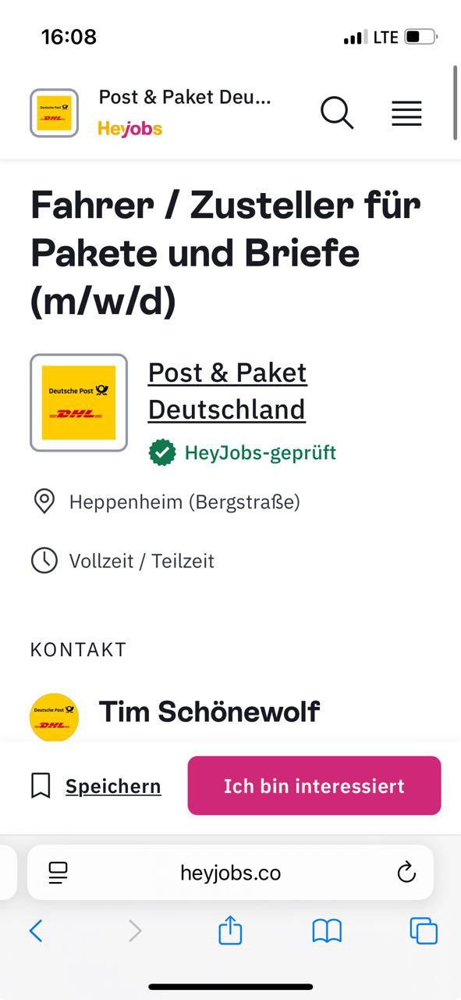 16:08
LTE
Deutsche Post
DHL
Post & Paket Deu...
Heyjobs
Fahrer / Zusteller für
Pakete und Briefe
(m/w/d)
Deutsche Post
DHL
Post & Paket
Deutschland
HeyJobs-geprüft
Heppenheim (Bergstraße)
Vollzeit / Teilzeit
KONTAKT
Deutsche Post
DHL
Tim Schönewolf
Speichern
Ich bin interessiert
heyjobs.co